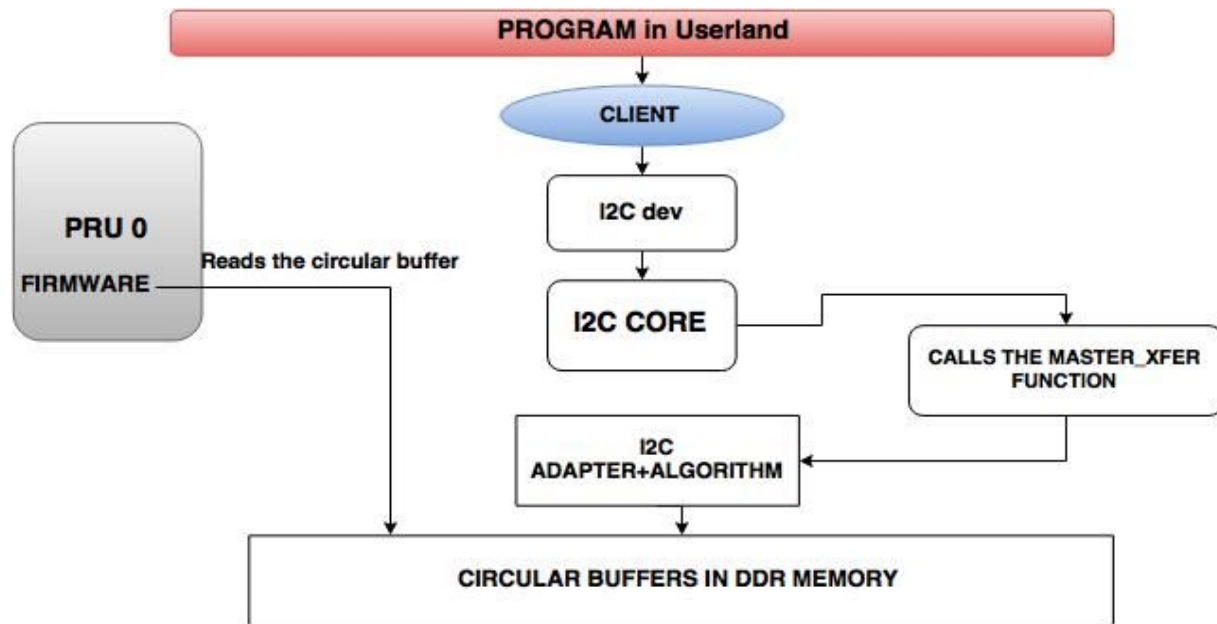 PROGRAM in Userland
CLIENT
PRU 0
FIRMWARE
Reads the circular buffer
I2C dev
I2C CORE
CALLS THE MASTER_XFER
FUNCTION
I2C
ADAPTER+ALGORITHM
CIRCULAR BUFFERS IN DDR MEMORY